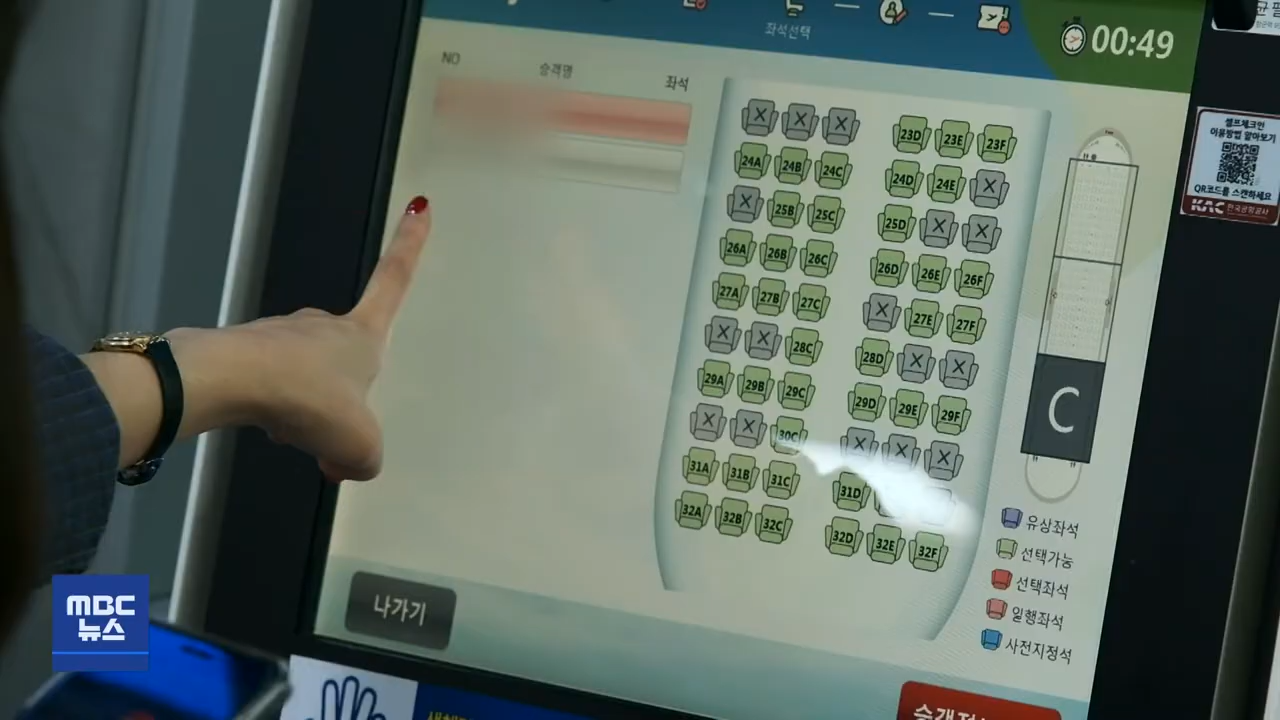 좌석선택
00:49
NO 승객명 좌석
X X X 23D 23E 23F
24A 24B 24C 24D 24E X
X 25B 25C 25D X X
26A 26B 26C 26D 26E 26F
27A 27B 27C X 27E 27F
X X 28C 28D X X
29A 29B 29C 29D 29E 29F
X X 30C X X X
31A 31B 31C 31D
32A 32B 32C 32D 32E 32F
C
유상좌석
선택가능
선택좌석
일행좌석
사전지정석
나가기
셀프체크인
이용방법 알아보기
QR코드를 스캔하세요
KAC 한국공항공사
MBC
뉴스